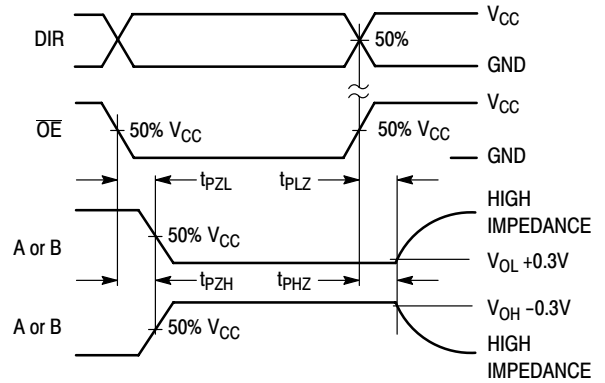 DIR
50%
V_CC
GND
O̅E̅
50% V_CC
50% V_CC
V_CC
GND
t_PZL
t_PLZ
A or B
50% V_CC
HIGH
IMPEDANCE
V_OL +0.3V
t_PZH
t_PHZ
A or B
50% V_CC
V_OH −0.3V
HIGH
IMPEDANCE